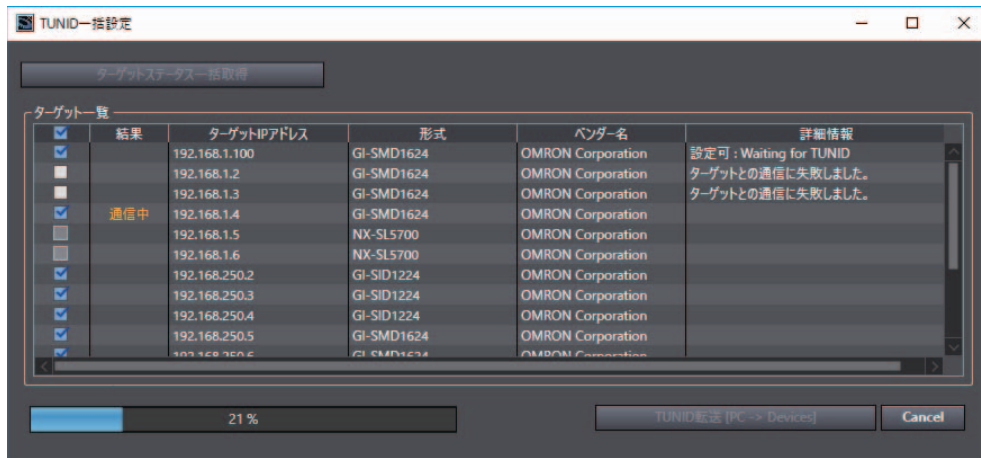 TUNID一括設定
ターゲットステータス一括取得
ターゲット一覧
結果 ターゲットIPアドレス 形式 ベンダー名 詳細情報
192.168.1.100 GI-SMD1624 OMRON Corporation 設定可 : Waiting for TUNID
192.168.1.2 GI-SMD1624 OMRON Corporation ターゲットとの通信に失敗しました。
192.168.1.3 GI-SMD1624 OMRON Corporation ターゲットとの通信に失敗しました。
通信中 192.168.1.4 GI-SMD1624 OMRON Corporation
192.168.1.5 NX-SL5700 OMRON Corporation
192.168.1.6 NX-SL5700 OMRON Corporation
192.168.250.2 GI-SID1224 OMRON Corporation
192.168.250.3 GI-SID1224 OMRON Corporation
192.168.250.4 GI-SID1224 OMRON Corporation
192.168.250.5 GI-SMD1624 OMRON Corporation
192.168.250.6 GI-SMD1624 OMRON Corporation
21 % TUNID転送 [PC -> Devices] Cancel